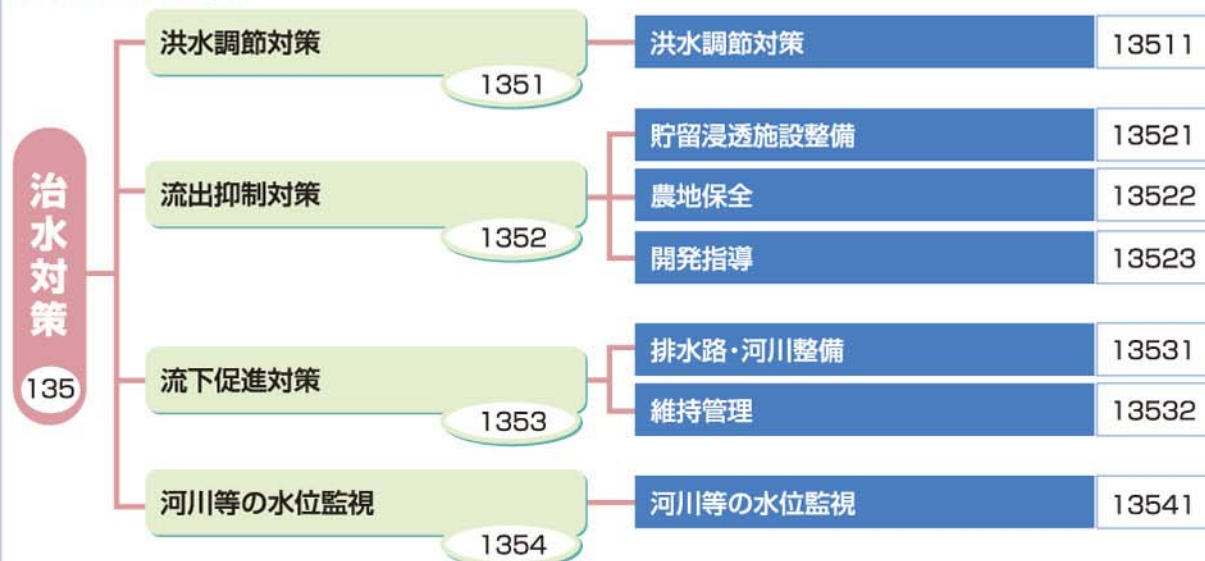 治水対策
135
洪水調節対策
1351
洪水調節対策
13511
流出抑制対策
1352
貯留浸透施設整備
13521
農地保全
13522
開発指導
13523
流下促進対策
1353
排水路・河川整備
13531
維持管理
13532
河川等の水位監視
1354
河川等の水位監視
13541